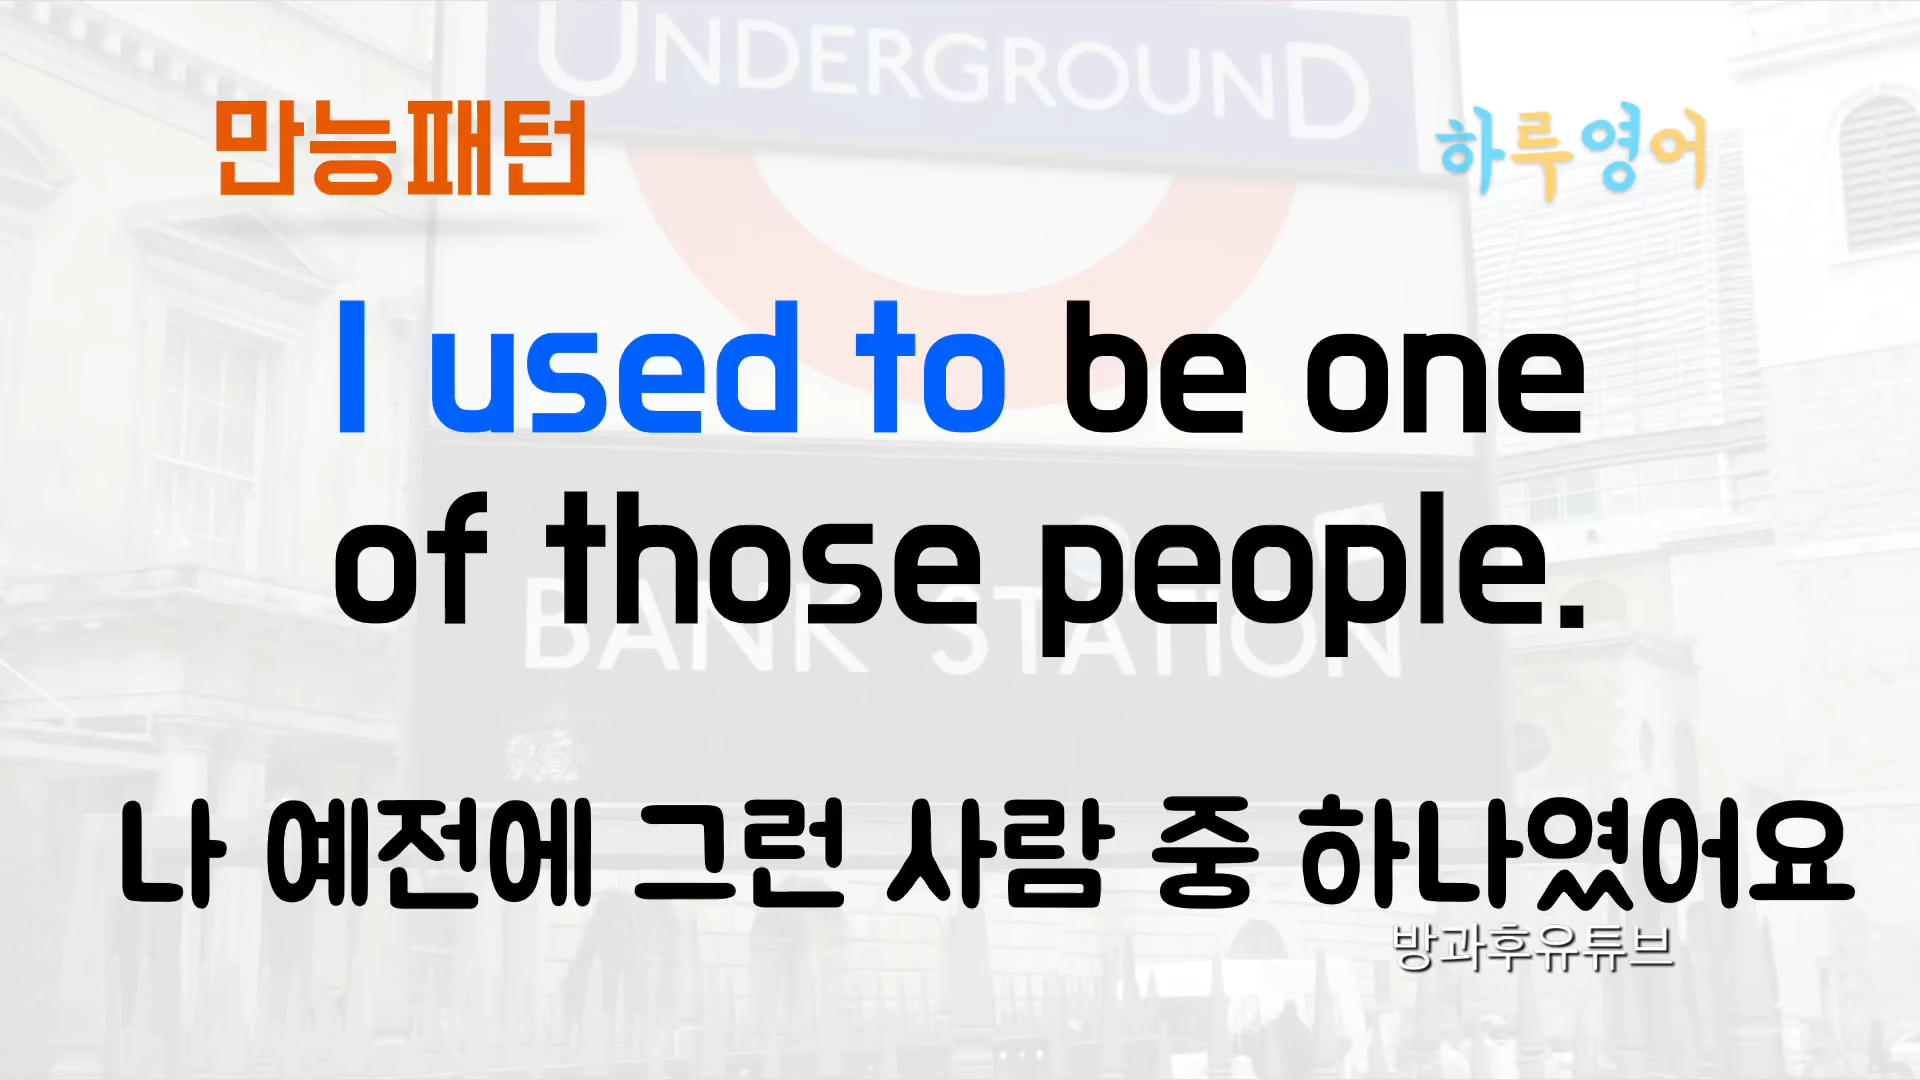 UNDERGROUND
만능패턴
하루영어
I used to be one
of those people.
BANK STATION
나 예전에 그런 사람 중 하나였어요
방과후유튜브